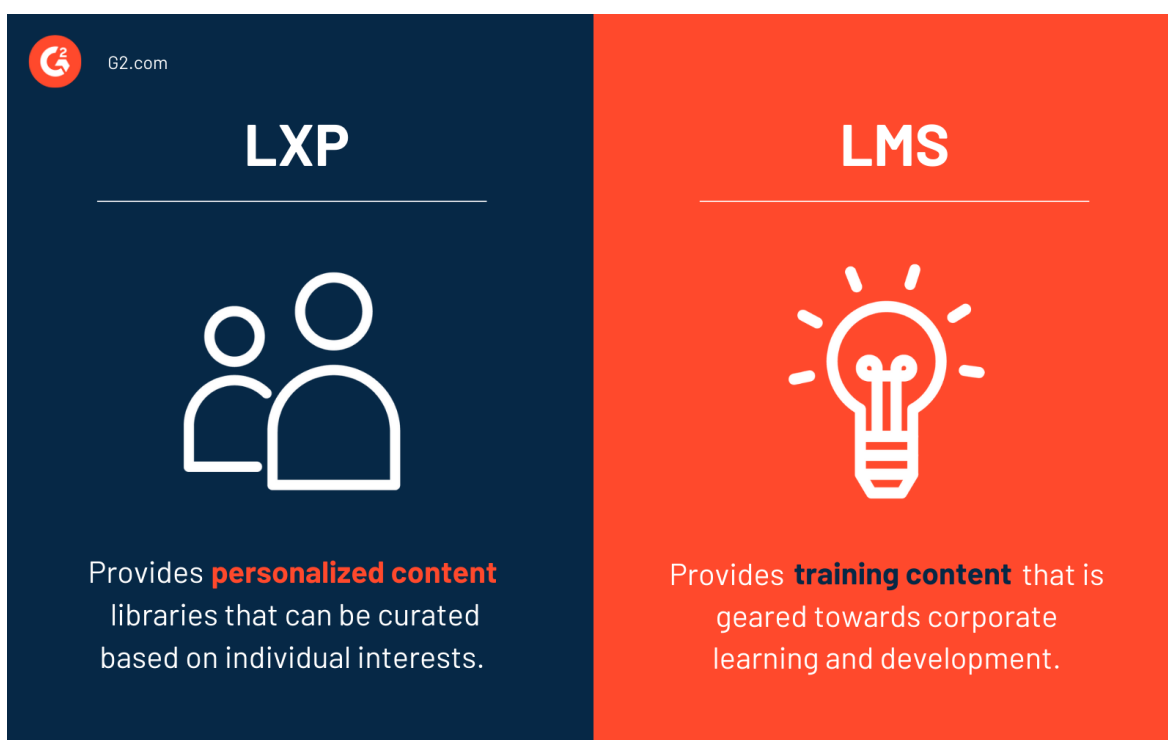 G2
G2.com
LXP
Provides personalized content
libraries that can be curated
based on individual interests.
LMS
Provides training content that is
geared towards corporate
learning and development.